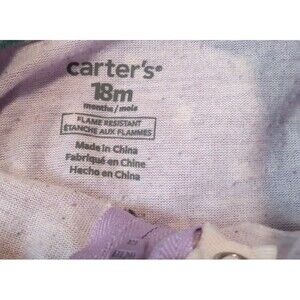 carter's®
18m
months / mois
FLAME RESISTANT
ÉTANCHE AUX FLAMMES
Made in China
Fabriqué en Chine
Hecho en China